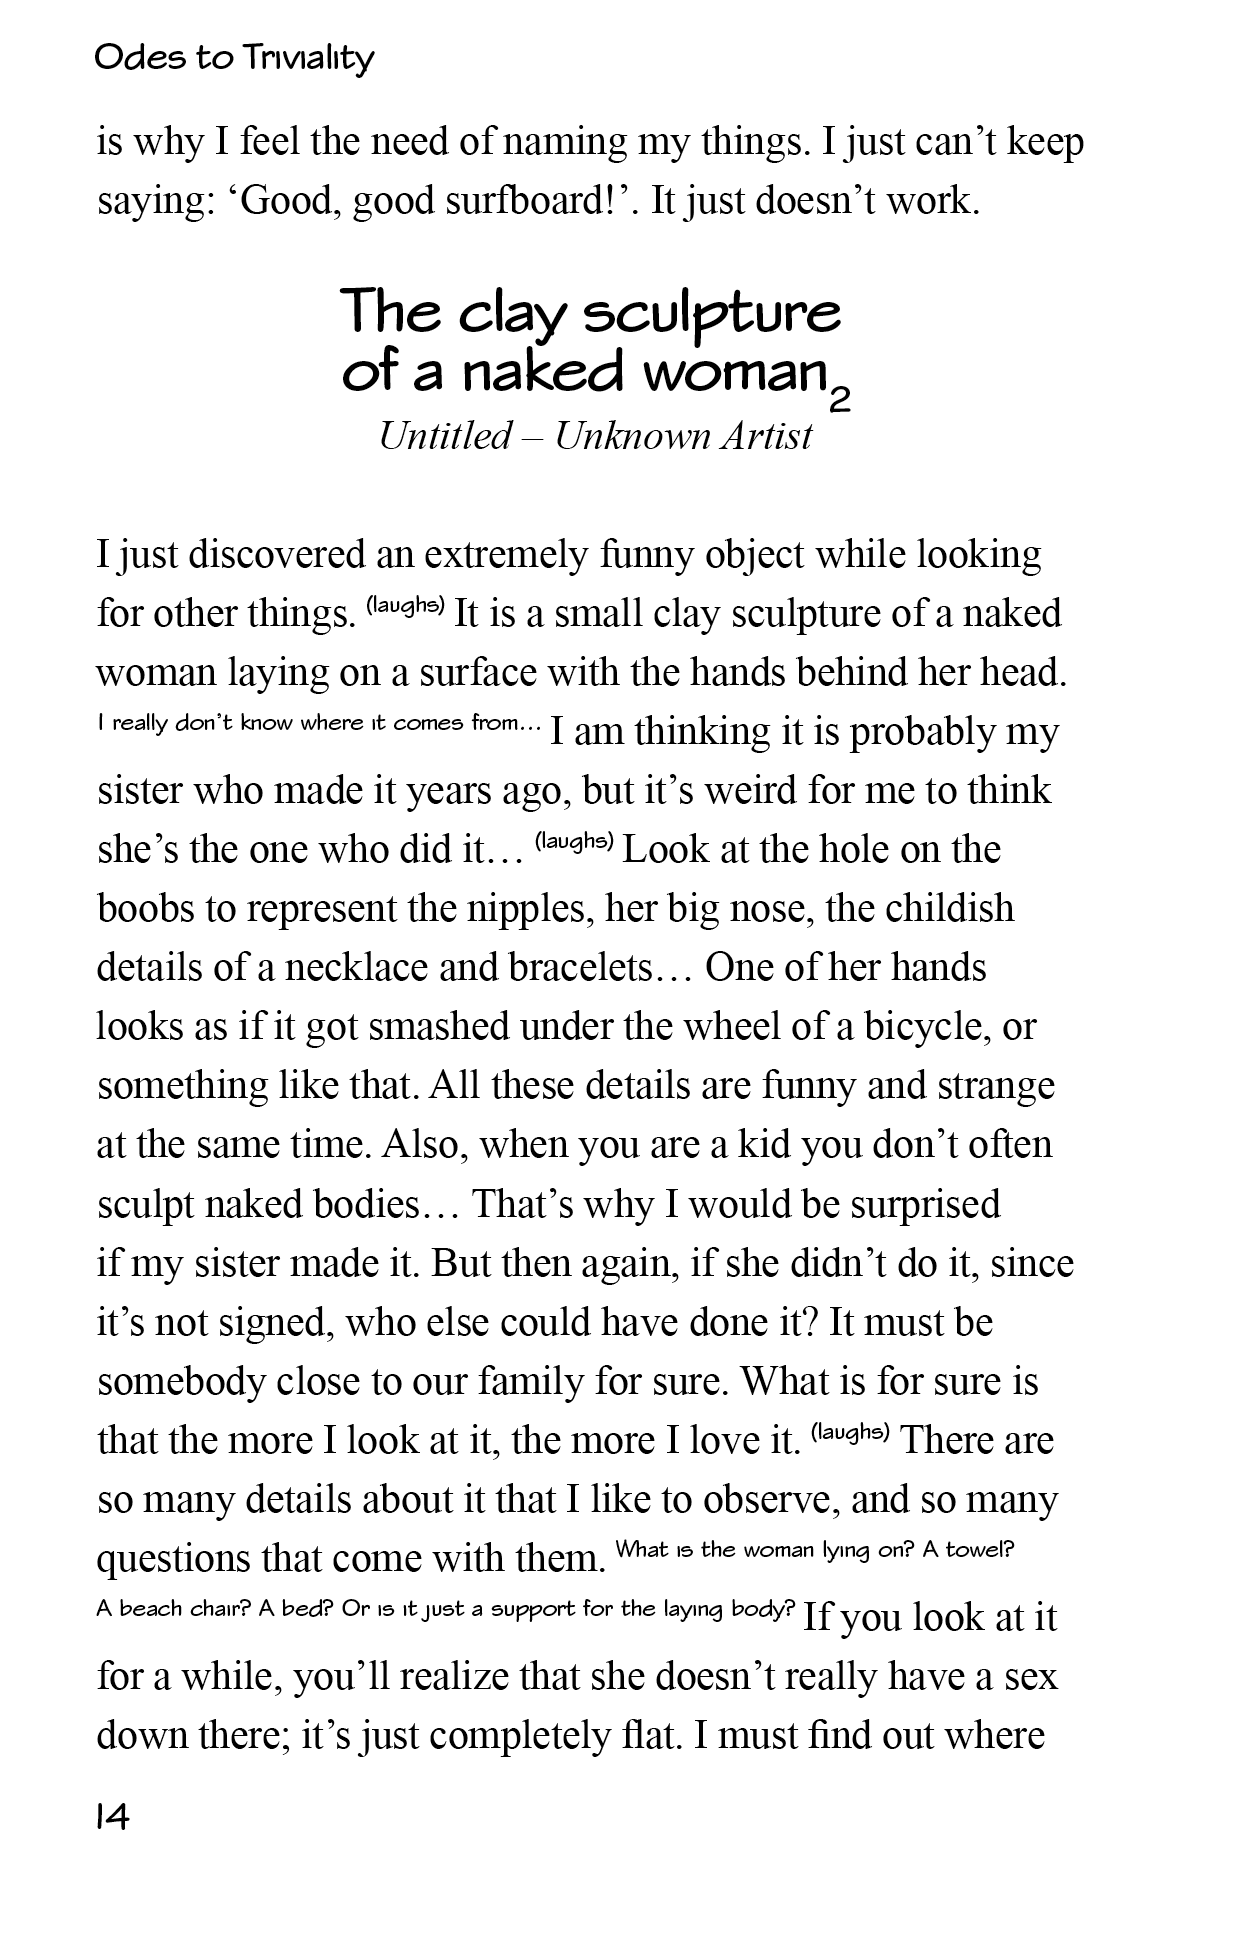 Odes to Triviality
is why I feel the need of naming my things. I just can’t keep
saying: ‘Good, good surfboard!’. It just doesn’t work.
The clay sculpture
of a naked woman2
Untitled – Unknown Artist
I just discovered an extremely funny object while looking
for other things. (laughs) It is a small clay sculpture of a naked
woman laying on a surface with the hands behind her head.
I really don’t know where it comes from… I am thinking it is probably my
sister who made it years ago, but it’s weird for me to think
she’s the one who did it… (laughs) Look at the hole on the
boobs to represent the nipples, her big nose, the childish
details of a necklace and bracelets… One of her hands
looks as if it got smashed under the wheel of a bicycle, or
something like that. All these details are funny and strange
at the same time. Also, when you are a kid you don’t often
sculpt naked bodies… That’s why I would be surprised
if my sister made it. But then again, if she didn’t do it, since
it’s not signed, who else could have done it? It must be
somebody close to our family for sure. What is for sure is
that the more I look at it, the more I love it. (laughs) There are
so many details about it that I like to observe, and so many
questions that come with them. What is the woman lying on? A towel?
A beach chair? A bed? Or is it just a support for the laying body? If you look at it
for a while, you’ll realize that she doesn’t really have a sex
down there; it’s just completely flat. I must find out where
14